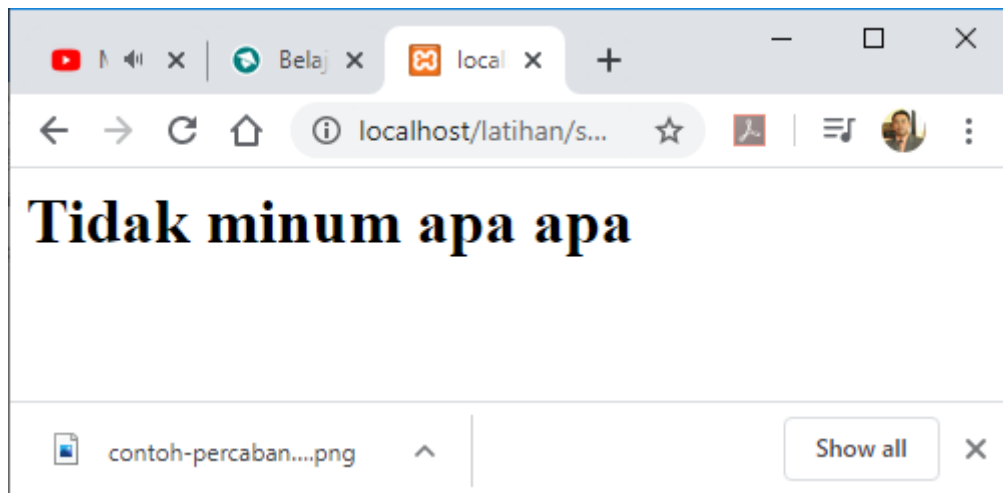 Belaj
local
localhost/latihan/s...
Tidak minum apa apa
contoh-percaban....png
Show all